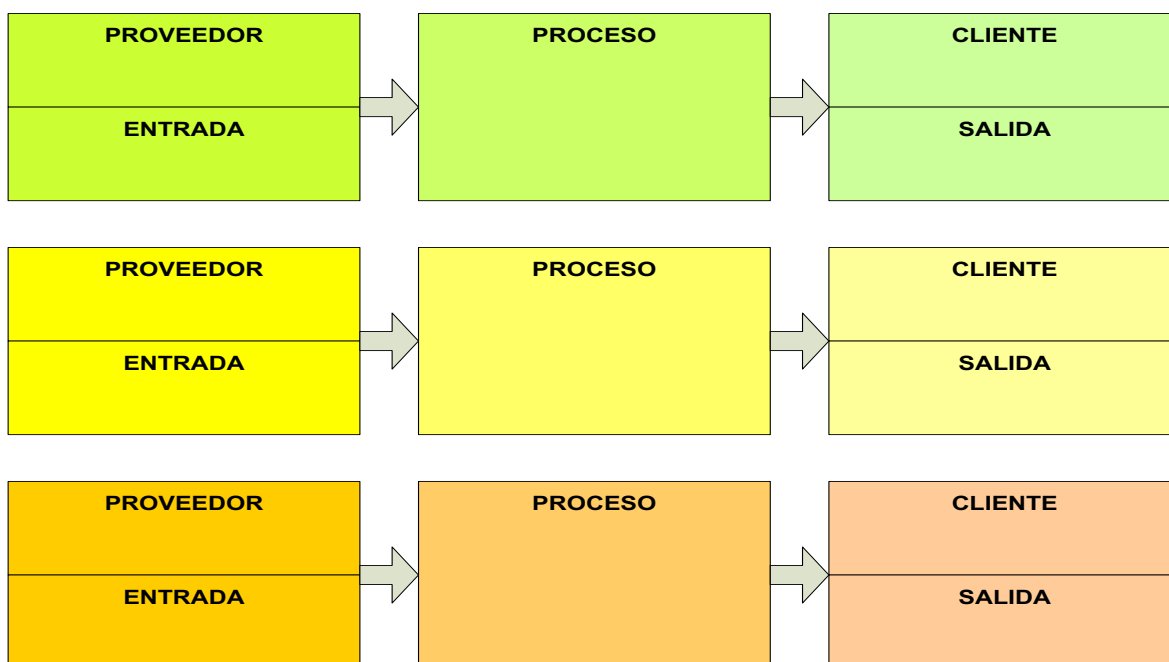 PROVEEDOR
ENTRADA
PROCESO
CLIENTE
SALIDA
PROVEEDOR
ENTRADA
PROCESO
CLIENTE
SALIDA
PROVEEDOR
ENTRADA
PROCESO
CLIENTE
SALIDA